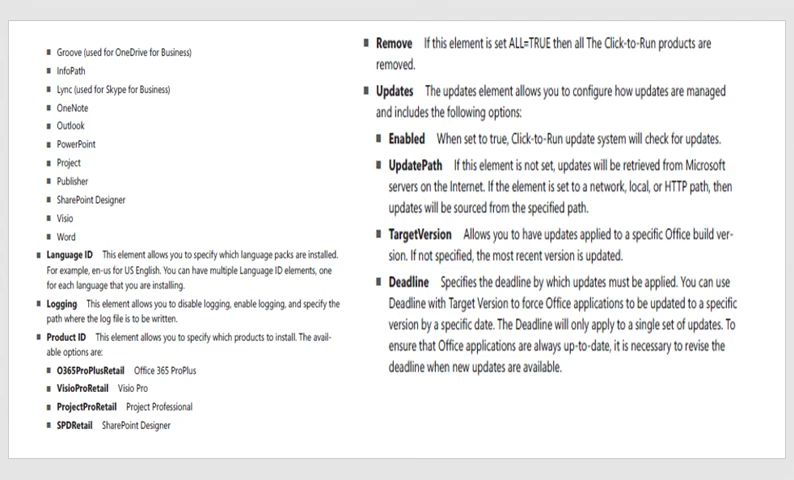 ■ Groove (used for OneDrive for Business)
■ InfoPath
■ Lync (used for Skype for Business)
■ OneNote
■ Outlook
■ PowerPoint
■ Project
■ Publisher
■ SharePoint Designer
■ Visio
■ Word
■ Language ID This element allows you to specify which language packs are installed.
For example, en-us for US English. You can have multiple Language ID elements, one
for each language that you are installing.
■ Logging This element allows you to disable logging, enable logging, and specify the
path where the log file is to be written.
■ Product ID This element allows you to specify which products to install. The avail-
able options are:
■ O365ProPlusRetail Office 365 ProPlus
■ VisioProRetail Visio Pro
■ ProjectProRetail Project Professional
■ SPDRetail SharePoint Designer
■ Remove If this element is set ALL=TRUE then all The Click-to-Run products are
removed.
■ Updates The updates element allows you to configure how updates are managed
and includes the following options:
■ Enabled When set to true, Click-to-Run update system will check for updates.
■ UpdatePath If this element is not set, updates will be retrieved from Microsoft
servers on the Internet. If the element is set to a network, local, or HTTP path, then
updates will be sourced from the specified path.
■ TargetVersion Allows you to have updates applied to a specific Office build ver-
sion. If not specified, the most recent version is updated.
■ Deadline Specifies the deadline by which updates must be applied. You can use
Deadline with Target Version to force Office applications to be updated to a specific
version by a specific date. The Deadline will only apply to a single set of updates. To
ensure that Office applications are always up-to-date, it is necessary to revise the
deadline when new updates are available.